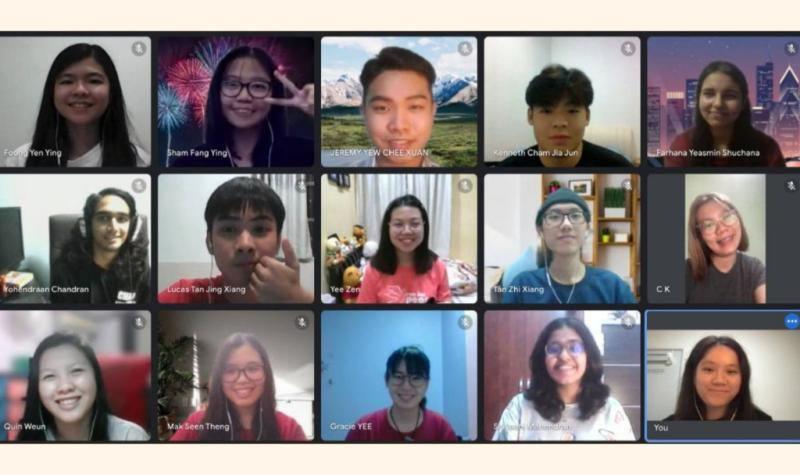 Foong Yen Ying
Sham Fang Ying
JEREMY YEW CHEE XUAN
Kenneth Cham Jia Jun
Farhana Yeasmin Shuchana
Yohendraan Chandran
Lucas Tan Jing Xiang
Yee Zen
Tan Zhi Xiang
C K
Quin Weun
Mak Seen Theng
Gracie YEE
You